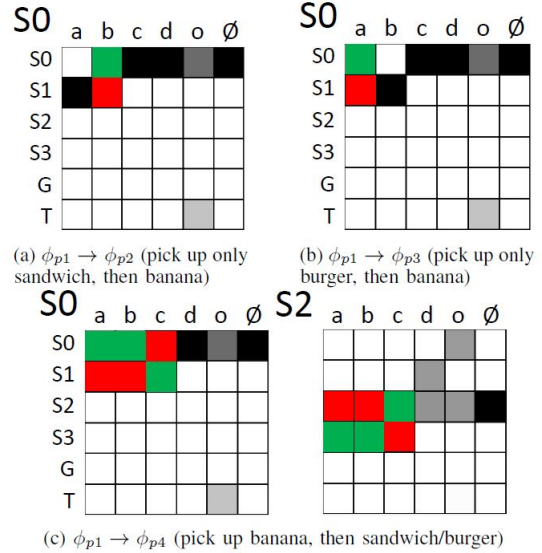 S0
a b c d o Ø
S0
S1
S2
S3
G
T
(a) ϕp1 → ϕp2 (pick up only
sandwich, then banana)
S0
a b c d o Ø
S0
S1
S2
S3
G
T
(b) ϕp1 → ϕp3 (pick up only
burger, then banana)
S0
a b c d o Ø
S0
S1
S2
S3
G
T
S2
a b c d o Ø
(c) ϕp1 → ϕp4 (pick up banana, then sandwich/burger)